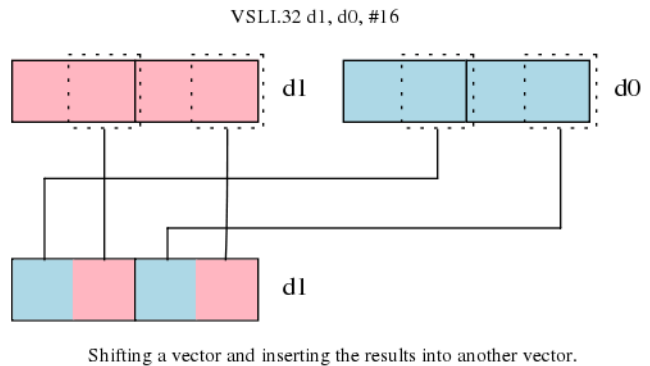 VSLI.32 d1, d0, #16
d1
d0
d1
Shifting a vector and inserting the results into another vector.